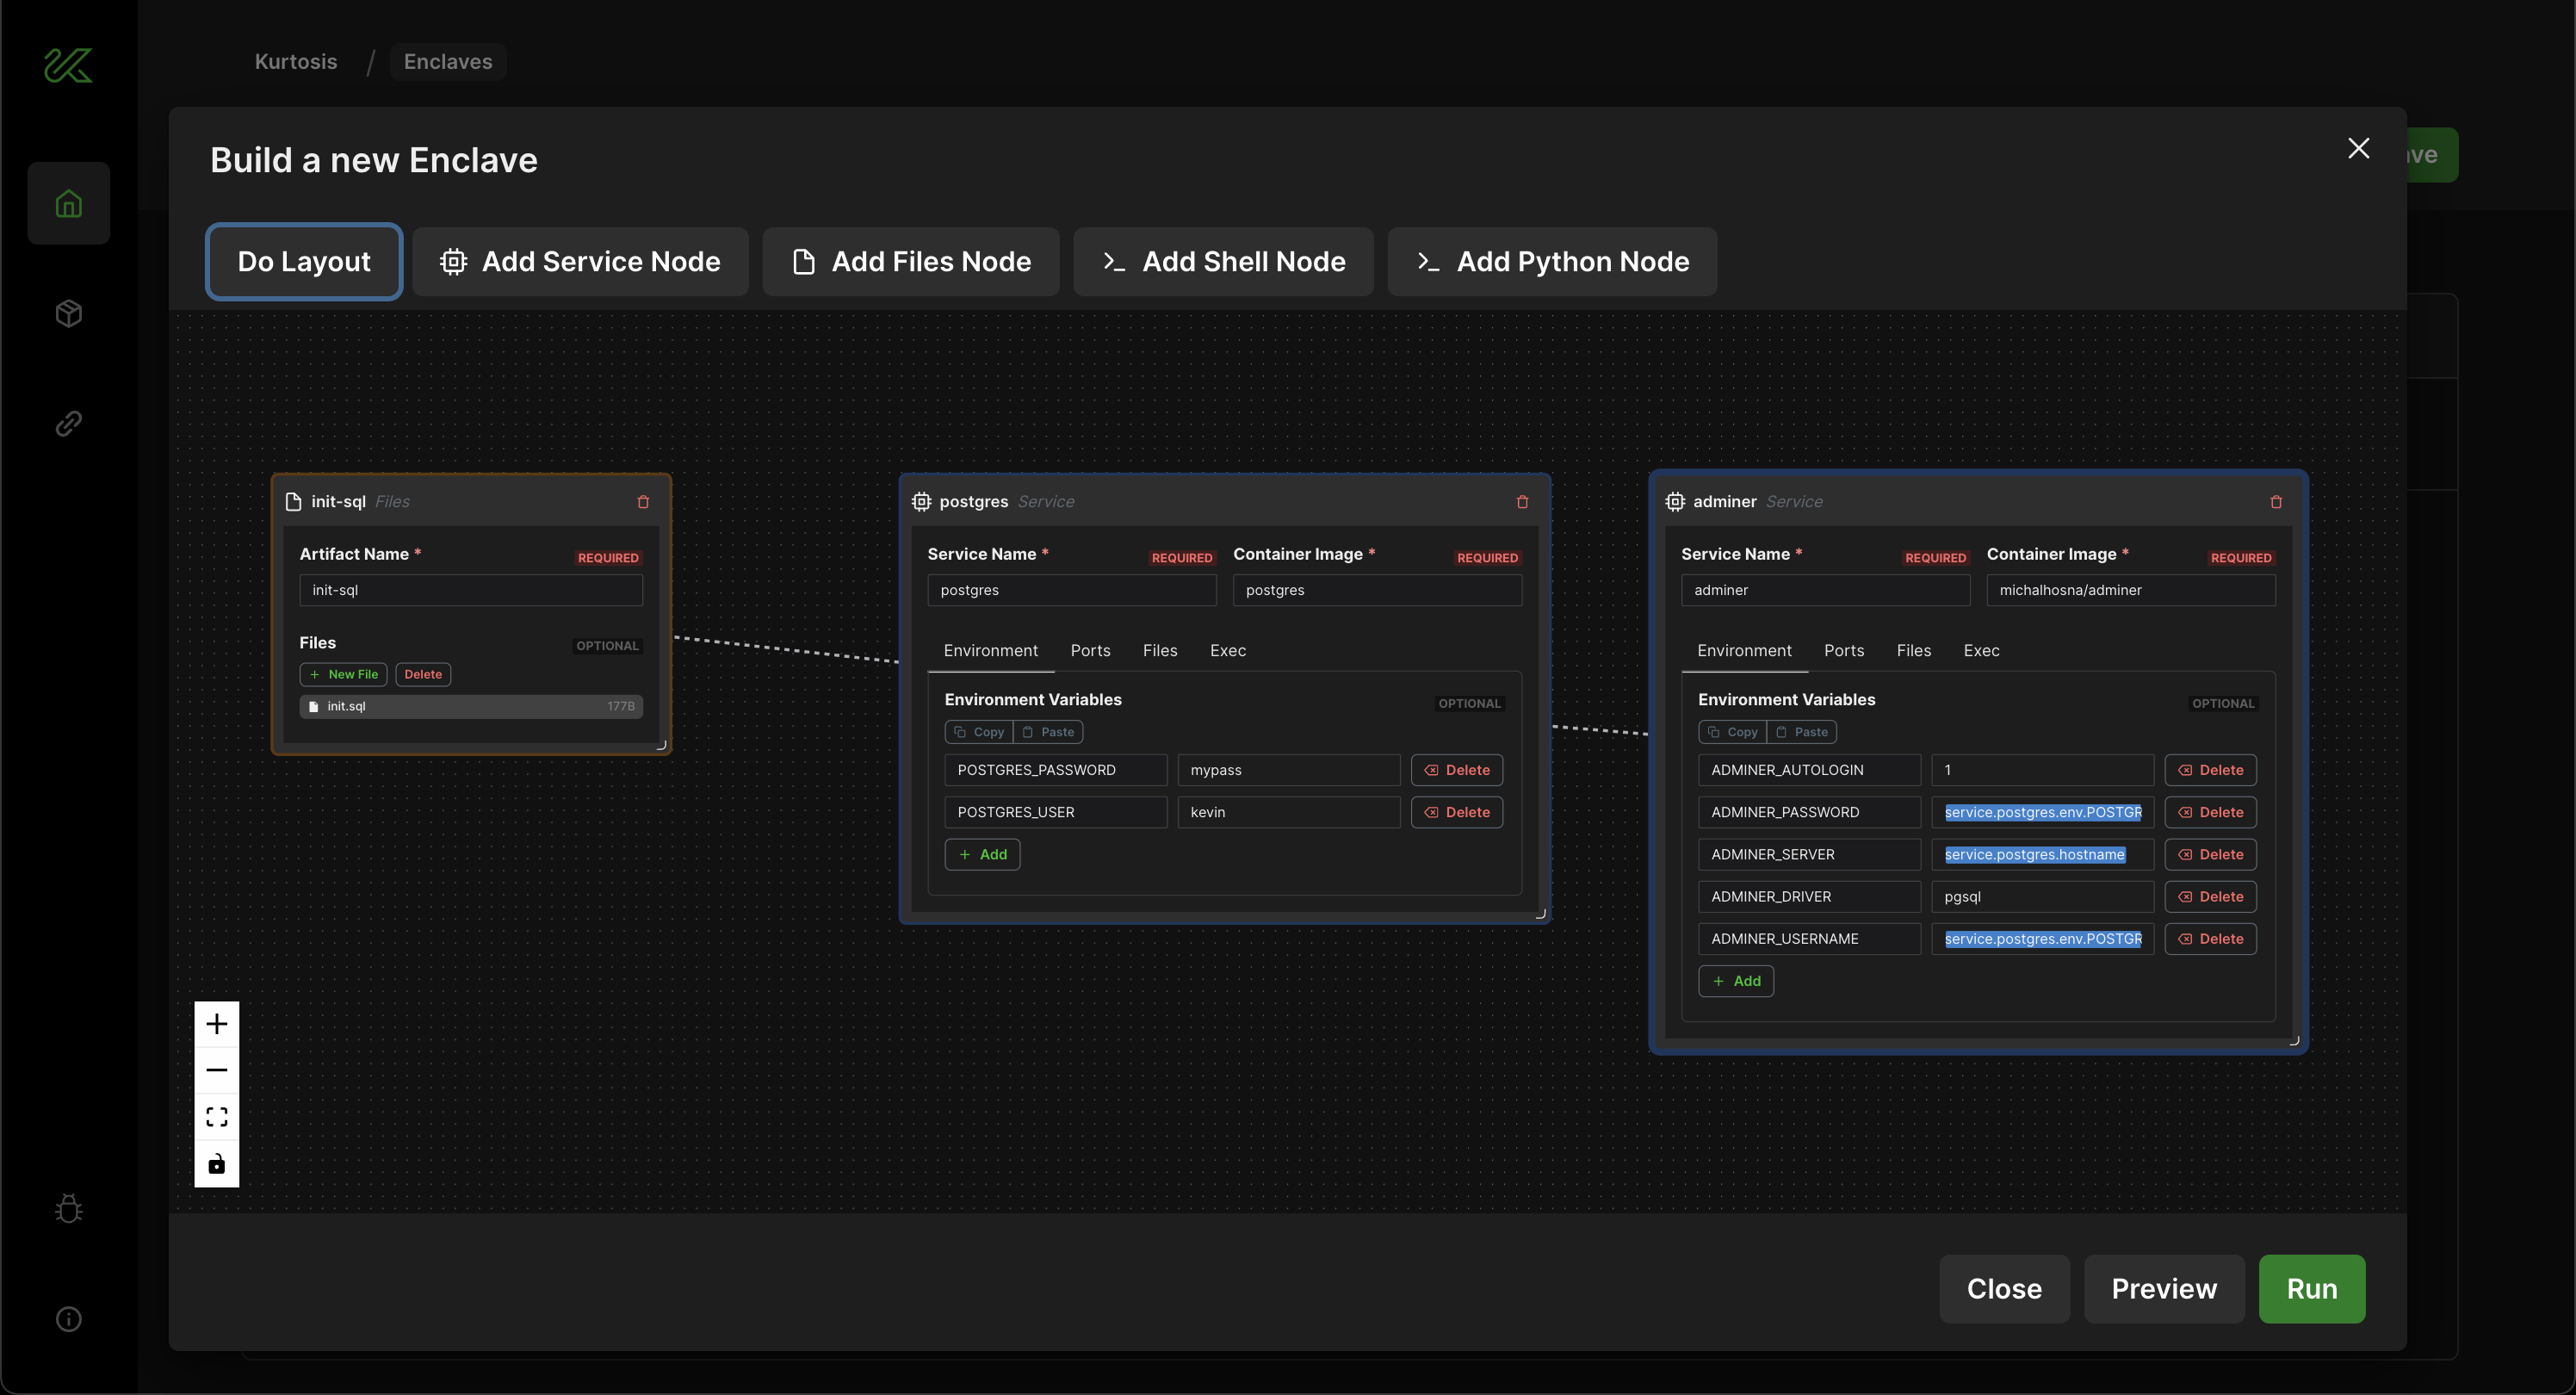 Kurtosis / Enclaves
Build a new Enclave
Do Layout
Add Service Node
Add Files Node
Add Shell Node
Add Python Node
init-sql Files
Artifact Name * REQUIRED
init-sql
Files OPTIONAL
+ New File Delete
init.sql 177B
postgres Service
Service Name * REQUIRED
postgres
Container Image * REQUIRED
postgres
Environment Ports Files Exec
Environment Variables OPTIONAL
Copy Paste
POSTGRES_PASSWORD mypass Delete
POSTGRES_USER kevin Delete
+ Add
adminer Service
Service Name * REQUIRED
adminer
Container Image * REQUIRED
michalhosna/adminer
Environment Ports Files Exec
Environment Variables OPTIONAL
Copy Paste
ADMINER_AUTOLOGIN 1 Delete
ADMINER_PASSWORD service.postgres.env.POSTGR Delete
ADMINER_SERVER service.postgres.hostname Delete
ADMINER_DRIVER pgsql Delete
ADMINER_USERNAME service.postgres.env.POSTGR Delete
+ Add
Close
Preview
Run